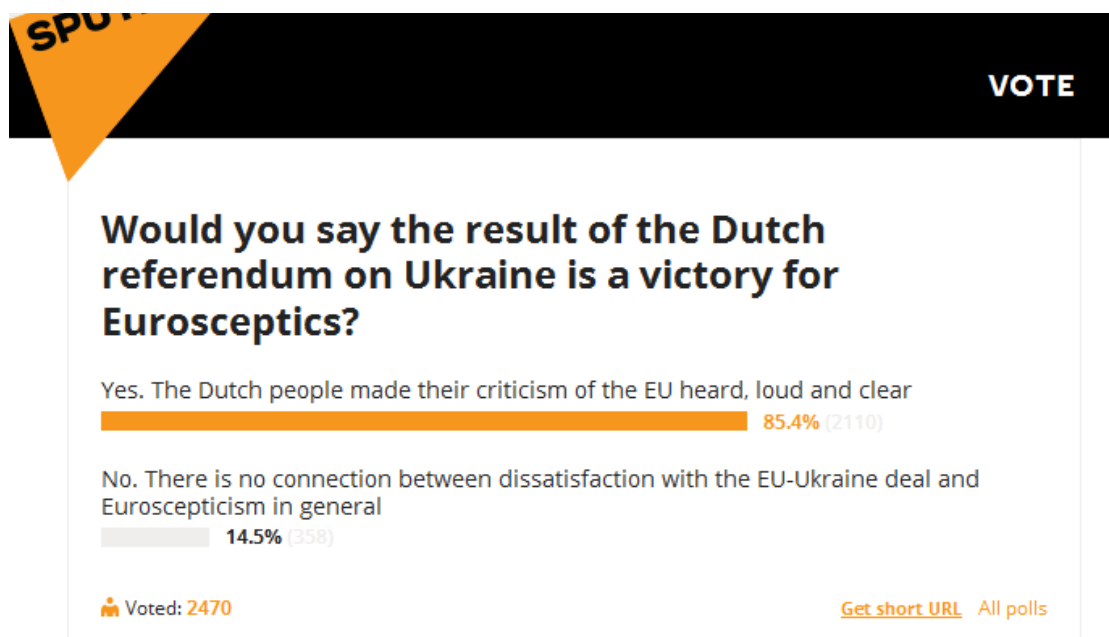 VOTE
Would you say the result of the Dutch
referendum on Ukraine is a victory for
Eurosceptics?
Yes. The Dutch people made their criticism of the EU heard, loud and clear
85.4% (2110)
No. There is no connection between dissatisfaction with the EU-Ukraine deal and
Euroscepticism in general
14.5% (358)
Voted: 2470
Get short URL All polls